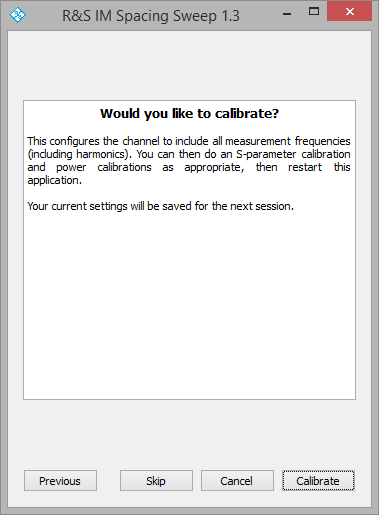 R&S IM Spacing Sweep 1.3
Would you like to calibrate?
This configures the channel to include all measurement frequencies
(including harmonics). You can then do an S-parameter calibration
and power calibrations as appropriate, then restart this
application.
Your current settings will be saved for the next session.
Previous
Skip
Cancel
Calibrate